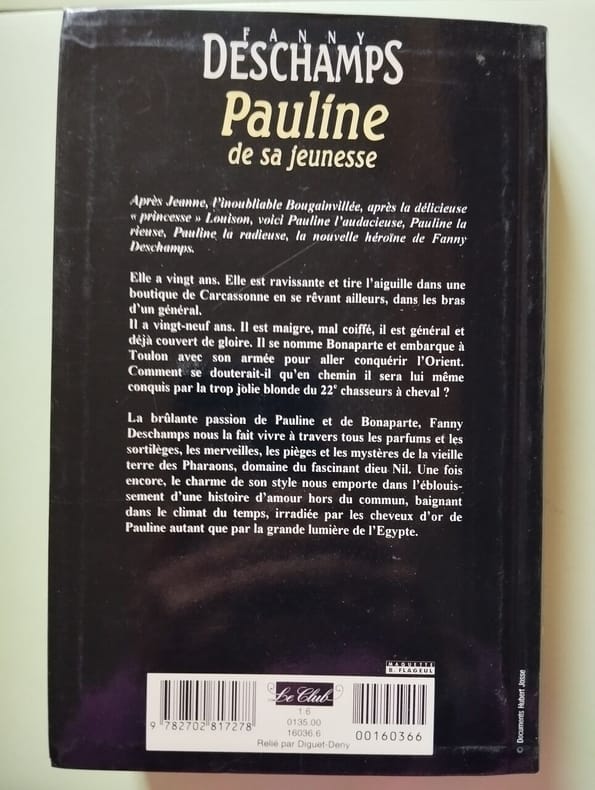 FANNY
DESCHAMPS
Pauline
de sa jeunesse
Après Jeanne, l'inoubliable Bougainvillée, après la délicieuse
« princesse » Louison, voici Pauline l'audacieuse, Pauline la
rieuse, Pauline la radieuse, la nouvelle héroïne de Fanny
Deschamps.
Elle a vingt ans. Elle est ravissante et tire l'aiguille dans une
boutique de Carcassonne en se rêvant ailleurs, dans les bras
d'un général.
Il a vingt-neuf ans. Il est maigre, mal coiffé, il est général et
déjà couvert de gloire. Il se nomme Bonaparte et embarque à
Toulon avec son armée pour aller conquérir l'Orient.
Comment se douterait-il qu'en chemin il sera lui même
conquis par la trop jolie blonde du 22e chasseurs à cheval ?
La brûlante passion de Pauline et de Bonaparte, Fanny
Deschamps nous la fait vivre à travers tous les parfums et les
sortilèges, les merveilles, les pièges et les mystères de la vieille
terre des Pharaons, domaine du fascinant dieu Nil. Une fois
encore, le charme de son style nous emporte dans l'éblouis-
sement d'une histoire d'amour hors du commun, baignant
dans le climat du temps, irradiée par les cheveux d'or de
Pauline autant que par la grande lumière de l'Egypte.
MAQUETTE
B. FLAGEUL
Le Club
1.6
0135.00
16036.6
9 782702 817278
00160366
Relié par Diguet-Deny
© Documents Hubert Josse